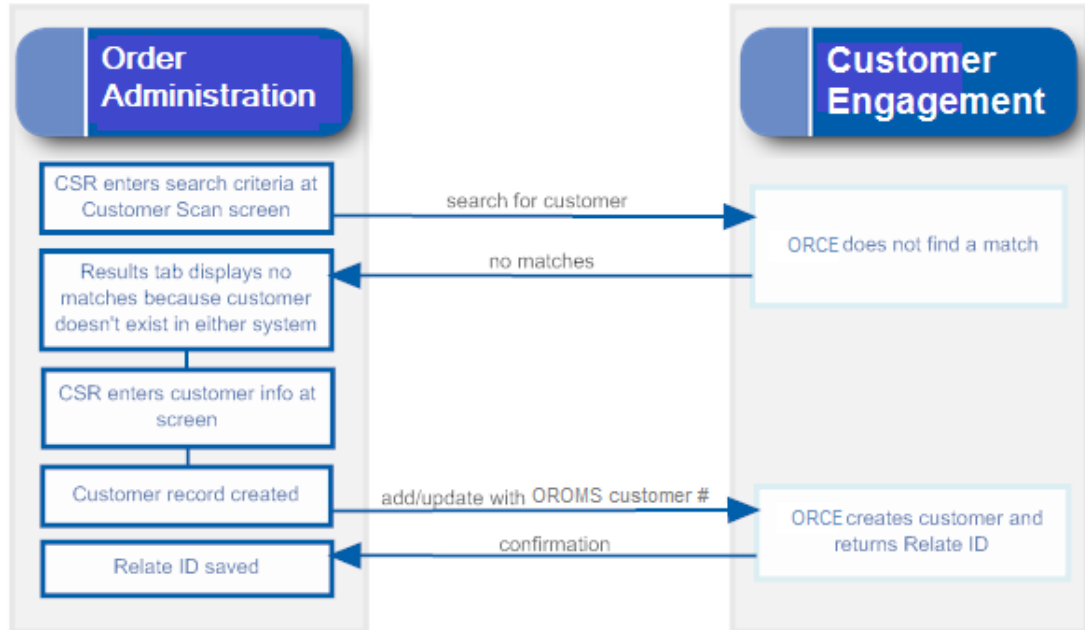 Order
Administration
Customer
Engagement
CSR enters search criteria at
Customer Scan screen
search for customer
ORCE does not find a match
no matches
Results tab displays no
matches because customer
doesn't exist in either system
CSR enters customer info at
screen
Customer record created
add/update with OROMS customer #
ORCE creates customer and
returns Relate ID
confirmation
Relate ID saved